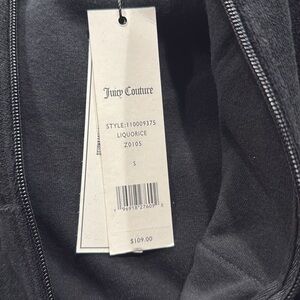 Juicy Couture
STYLE:110009375
LIQUORICE
Z0105
S
$109.00